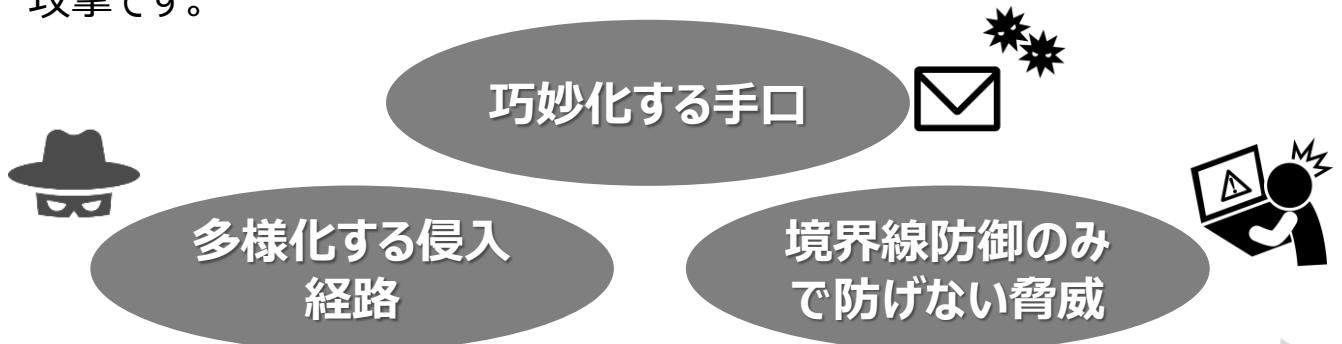 攻撃です。
巧妙化する手口
多様化する侵入
経路
境界線防御のみ
で防げない脅威